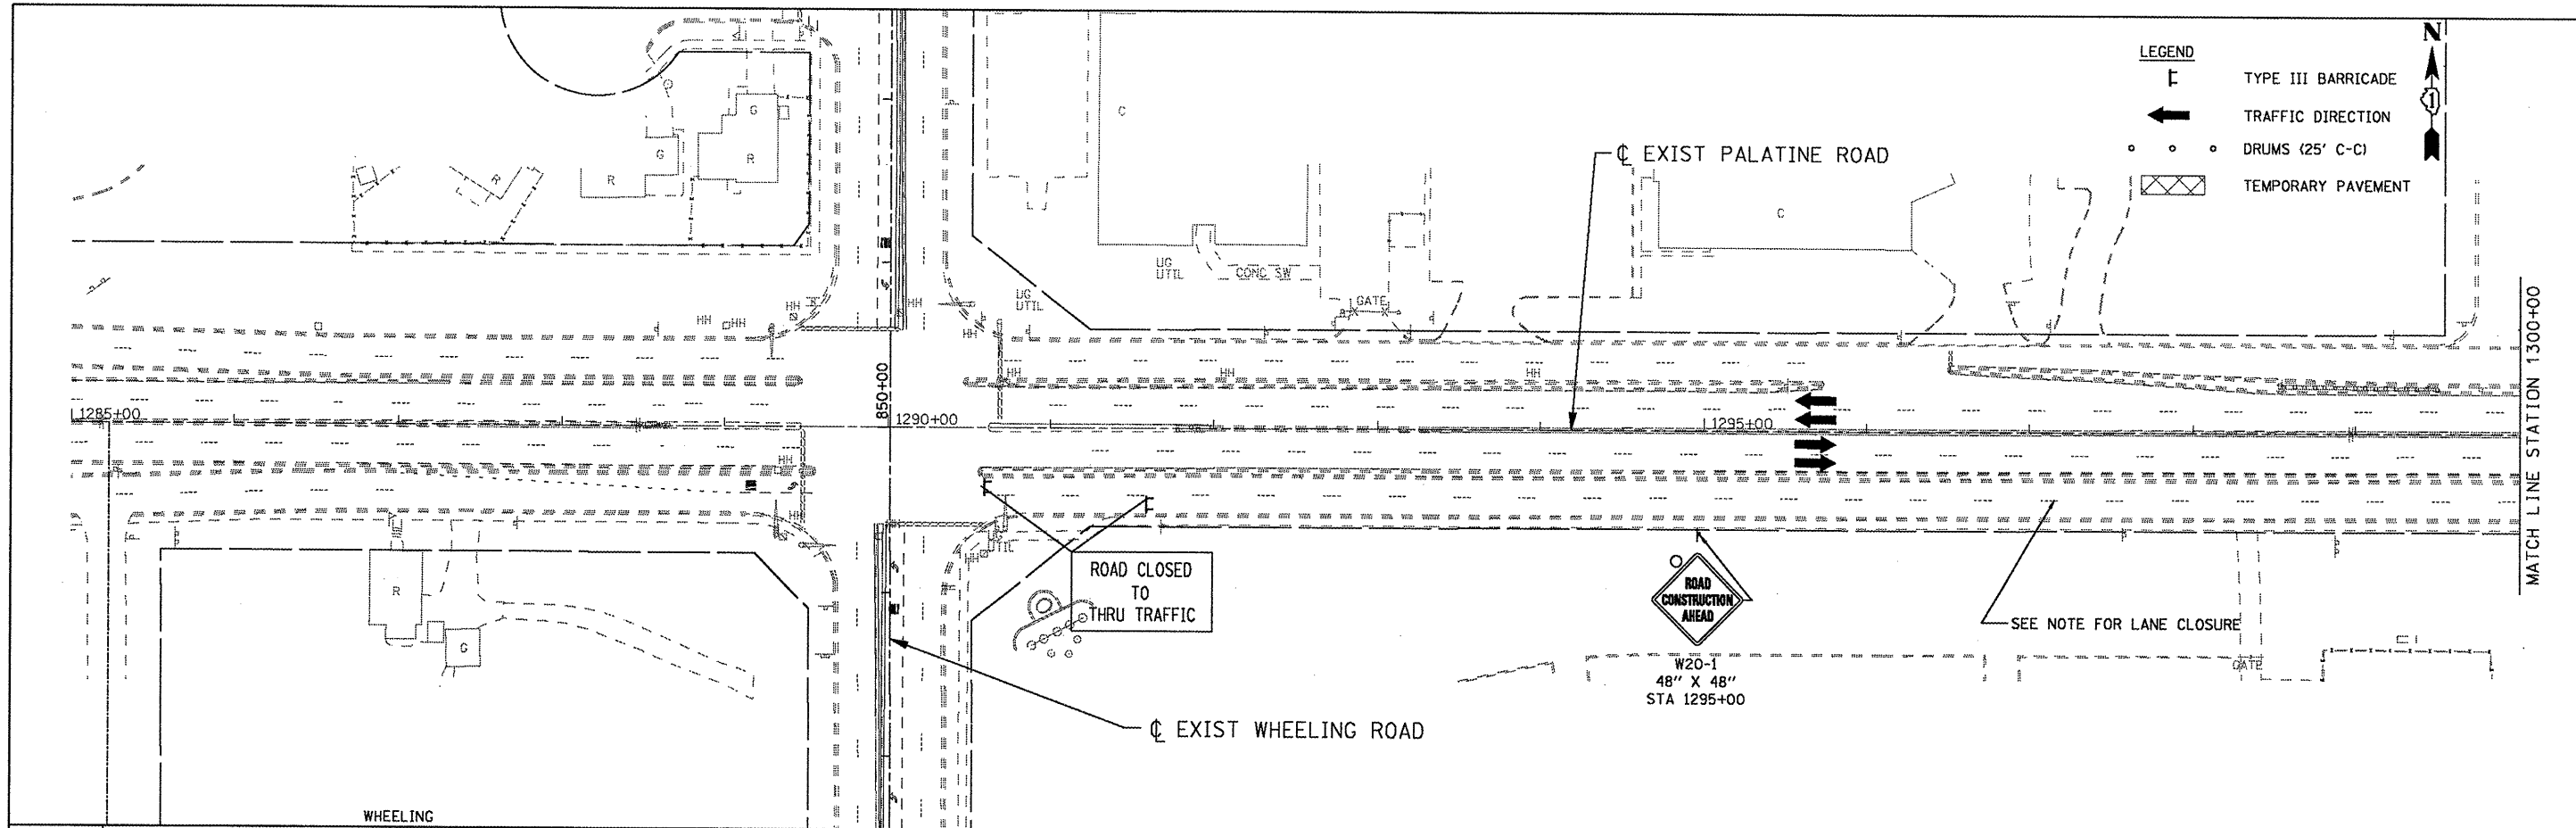 LEGEND
TYPE III BARRICADE
TRAFFIC DIRECTION
DRUMS (25' C-C)
TEMPORARY PAVEMENT
N
1
℄ EXIST PALATINE ROAD
G
G
R
R
R
C
C
UG
UTIL
CONC SW
UG
UTIL
GATE
HH
HH
HH
HH
HH
HH
HH
HH
1285+00
850+00
1290+00
1295+00
MATCH LINE STATION 1300+00
HH
HH
HH
UTIL
R
G
ROAD CLOSED
TO
THRU TRAFFIC
ROAD
CONSTRUCTION
AHEAD
W20-1
48" X 48"
STA 1295+00
SEE NOTE FOR LANE CLOSURE
GATE
℄ EXIST WHEELING ROAD
WHEELING